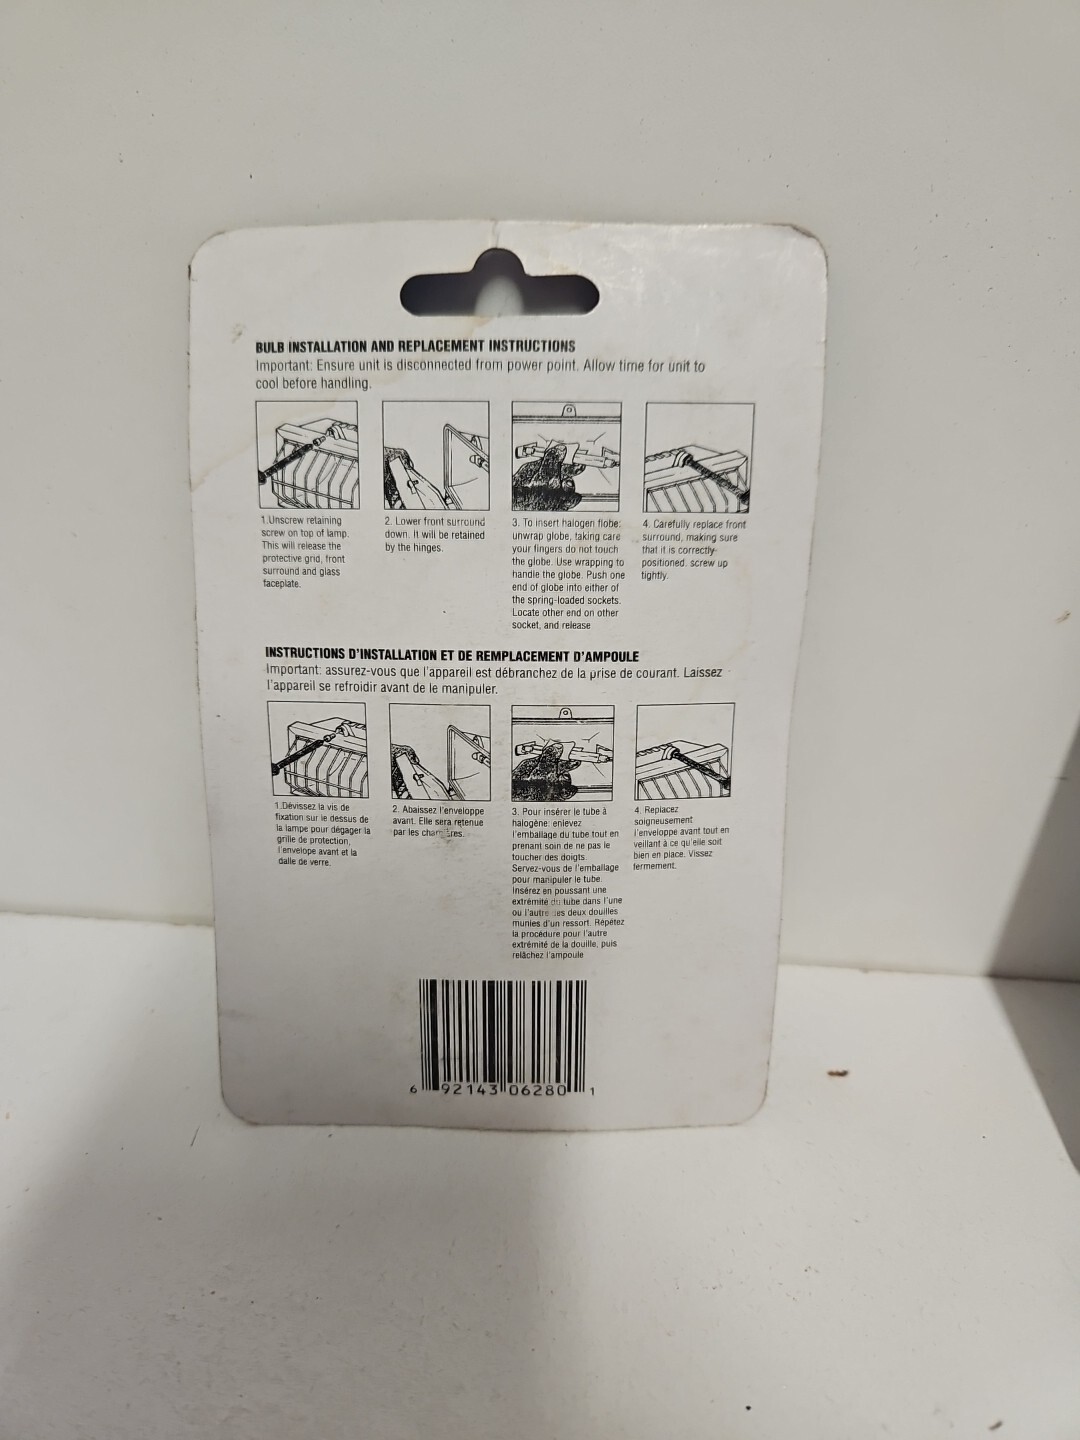 BULB INSTALLATION AND REPLACEMENT INSTRUCTIONS
Important: Ensure unit is disconnected from power point. Allow time for unit to
cool before handling.
1.Unscrew retaining
screw on top of lamp.
This will release the
protective grid, front
surround and glass
faceplate.
2. Lower front surround
down. It will be retained
by the hinges.
3. To insert halogen flobe:
unwrap globe, taking care
your fingers do not touch
the globe. Use wrapping to
handle the globe. Push one
end of globe into either of
the spring-loaded sockets.
Locate other end on other
socket, and release
4. Carefully replace front
surround, making sure
that it is correctly
positioned. screw up
tightly.
INSTRUCTIONS D'INSTALLATION ET DE REMPLACEMENT D'AMPOULE
Important: assurez-vous que l'appareil est débranchez de la prise de courant. Laissez
l'appareil se refroidir avant de le manipuler.
1.Dévissez la vis de
fixation sur le dessus de
la lampe pour dégager la
grille de protection,
l'envelope avant et la
dalle de verre.
2. Abaissez l'enveloppe
avant. Elle sera retenue
par les
3. Pour insérer le tube à
halogène: enlevez
l'emballage du tube tout en
prenant soin de ne pas le
toucher des doigts.
Servez-vous de l'emballage
pour manipuler le tube.
Insérez en poussant une
extrémité du tube dans l'une
ou l'autre des deux douilles
munies d'un ressort. Répétez
la procédure pour l'autre
extrémité de la douille, puis
relâchez l'ampoule
4. Replacez
soigneusement
l'enveloppe avant tout en
veillant à ce qu'elle soit
bien en place. Vissez
fermement.
6 92143 06280 1